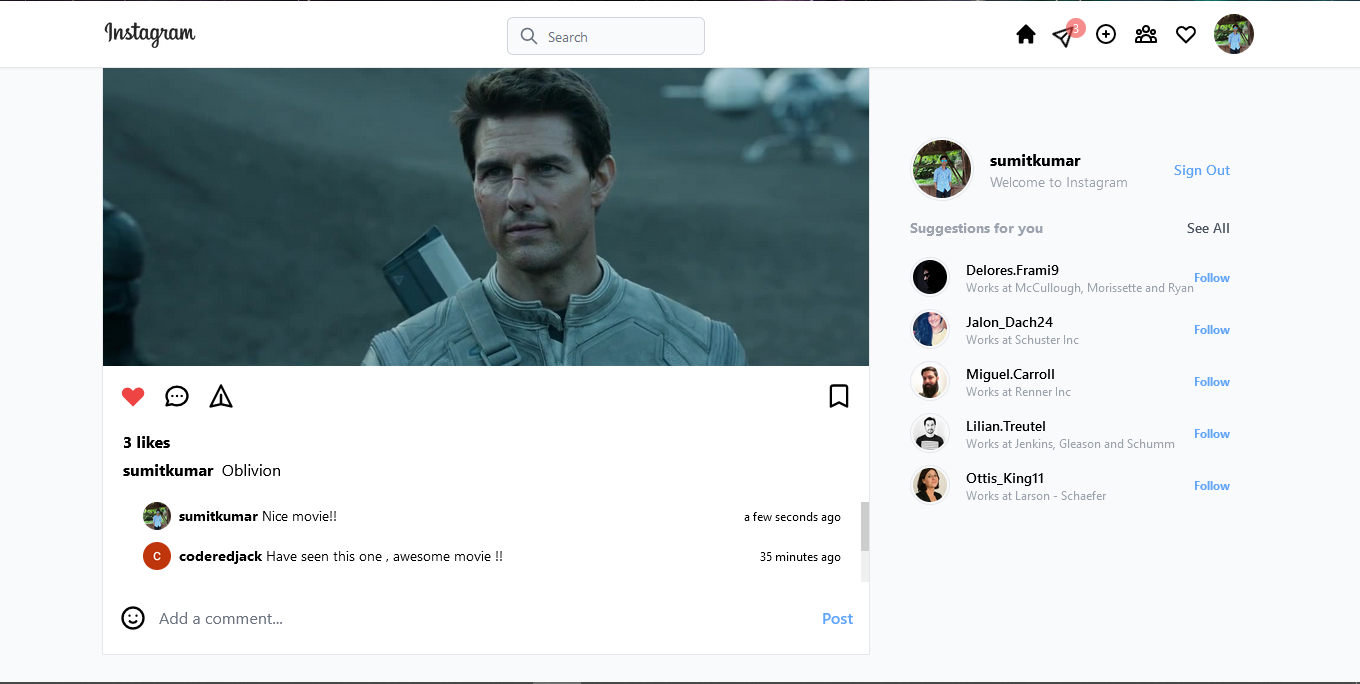 Instagram
Search
3
3 likes
sumitkumar Oblivion
sumitkumar Nice movie!! a few seconds ago
C
coderedjack Have seen this one , awesome movie !! 35 minutes ago
Add a comment... Post
sumitkumar
Welcome to Instagram
Sign Out
Suggestions for you See All
Delores.Frami9
Works at McCullough, Morissette and Ryan
Follow
Jalon_Dach24
Works at Schuster Inc
Follow
Miguel.Carroll
Works at Renner Inc
Follow
Lilian.Treutel
Works at Jenkins, Gleason and Schumm
Follow
Ottis_King11
Works at Larson - Schaefer
Follow